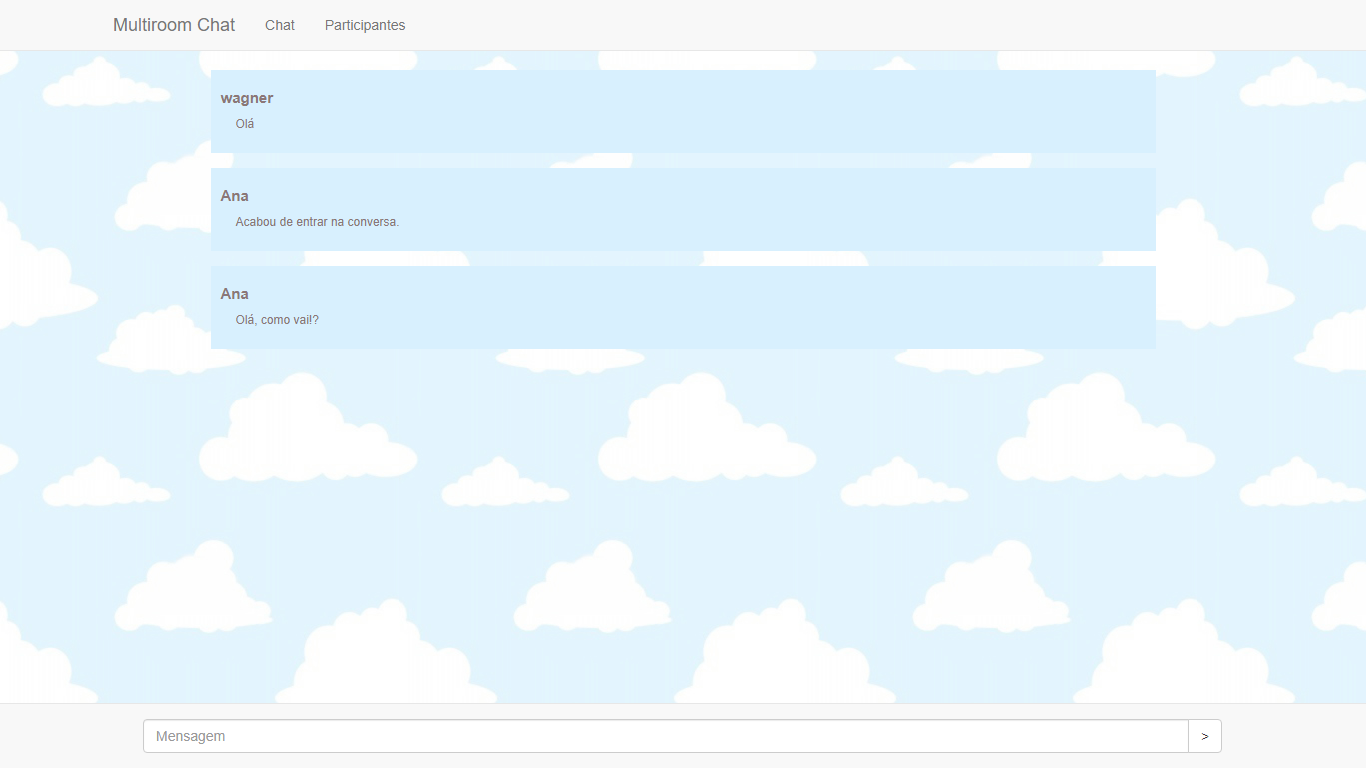 Multiroom Chat Chat Participantes
wagner
Olá
Ana
Acabou de entrar na conversa.
Ana
Olá, como vai!?
Mensagem >